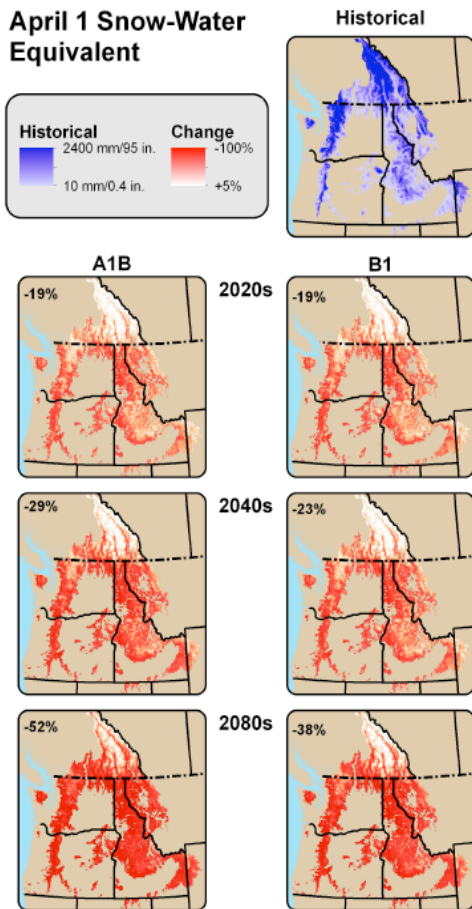 April 1 Snow-Water
Equivalent
Historical
Historical
Change
2400 mm/95 in.
-100%
10 mm/0.4 in.
+5%
A1B
B1
-19%
2020s
-19%
-29%
2040s
-23%
-52%
2080s
-38%